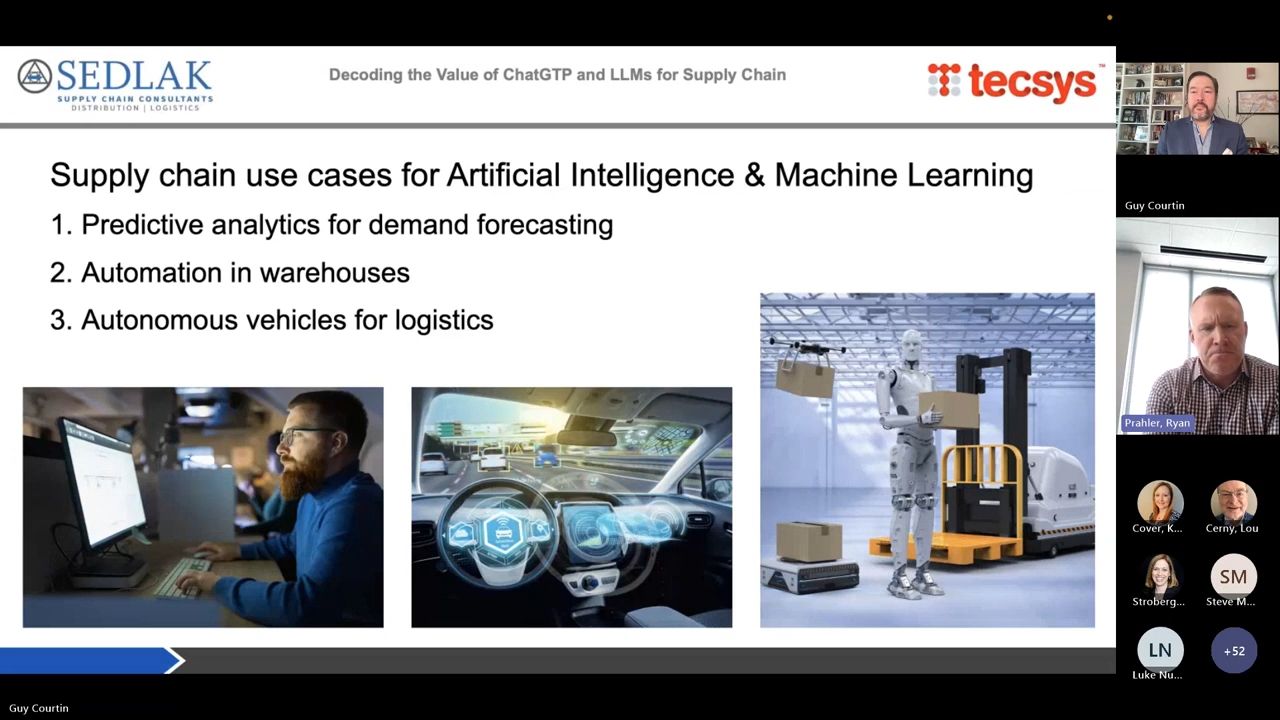 SEDLAK
SUPPLY CHAIN CONSULTANTS
DISTRIBUTION | LOGISTICS
Decoding the Value of ChatGTP and LLMs for Supply Chain
tecsys™
Supply chain use cases for Artificial Intelligence & Machine Learning
1. Predictive analytics for demand forecasting
2. Automation in warehouses
3. Autonomous vehicles for logistics
Guy Courtin
Prahler, Ryan
Cover, K...
Cerny, Lou
Stroberg...
SM
Steve M...
LN
Luke Nu...
+52
Guy Courtin